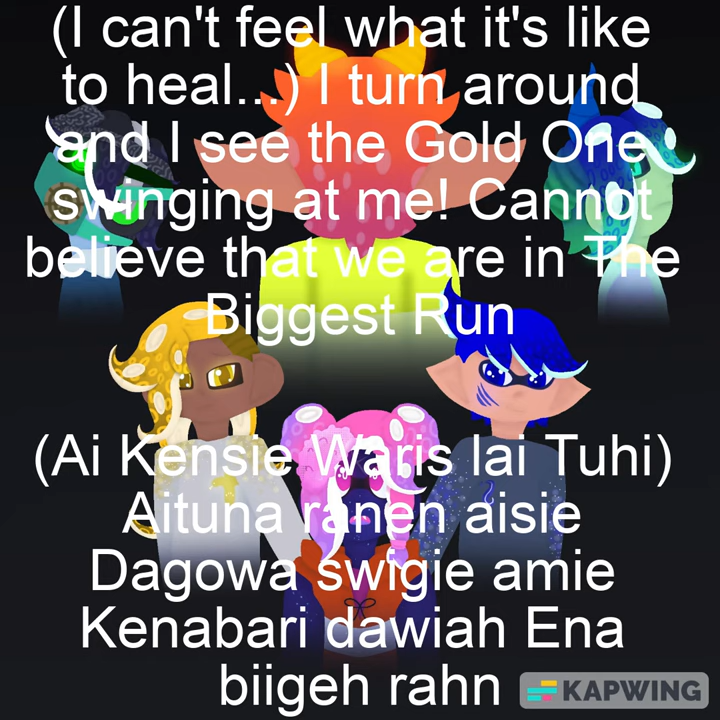 (I can't feel what it's like
to heal...) I turn around
and I see the Gold One
swinging at me! Cannot
believe that we are in The
Biggest Run
(Ai Kensie Waris lai Tuhi)
Aituna ranen aisie
Dagowa swigie amie
Kenabari dawiah Ena
biigeh rahn
KAPWING